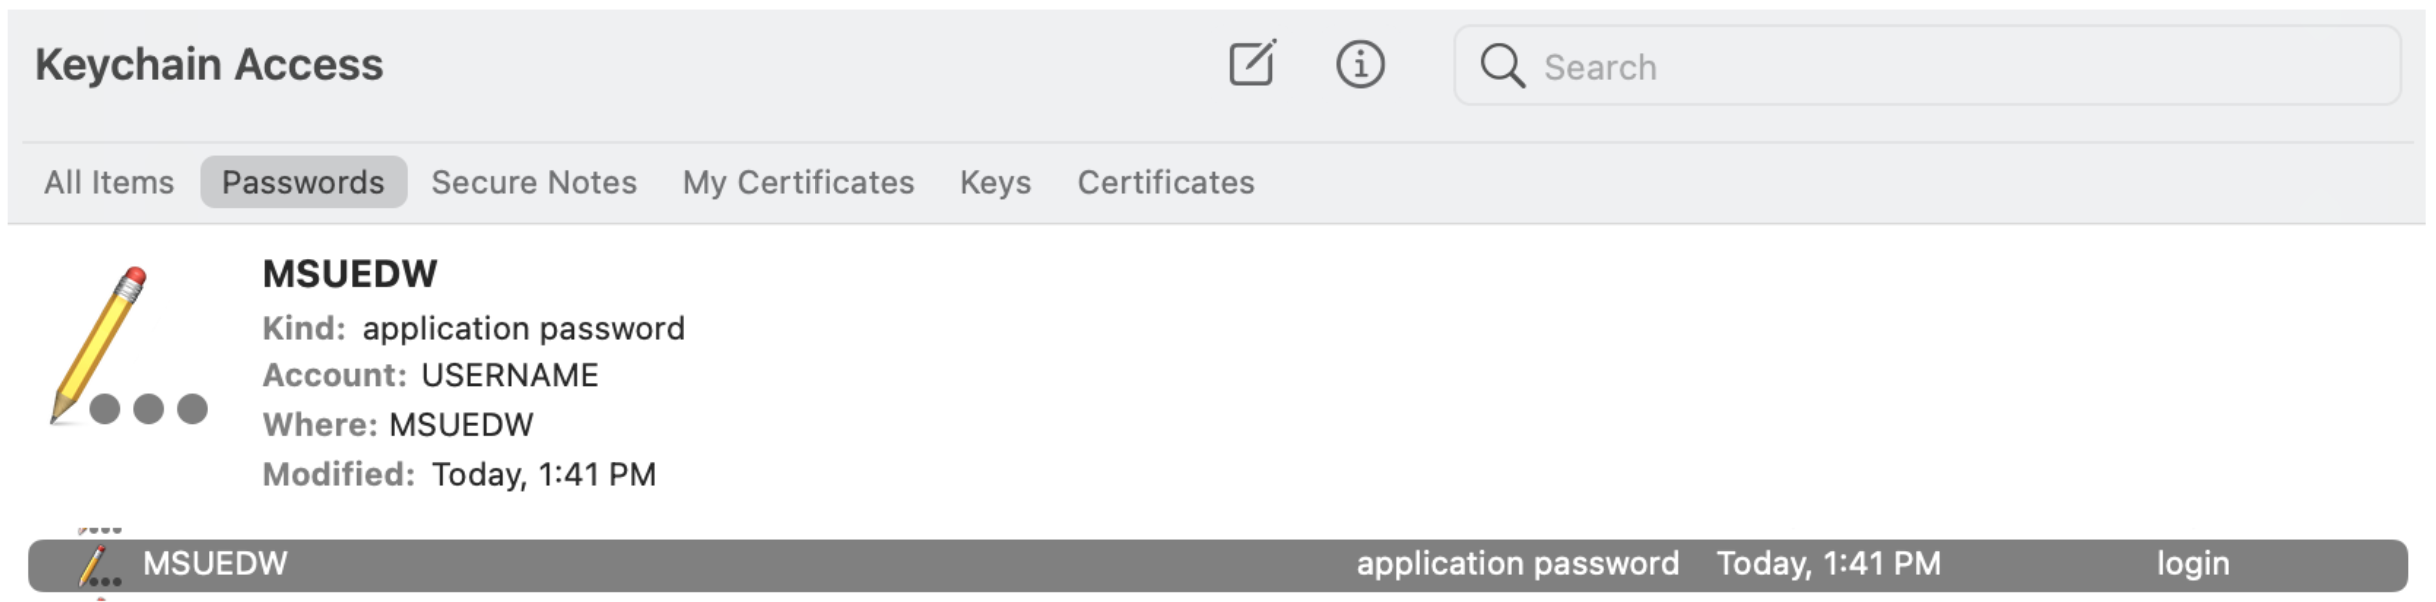 Keychain Access
Search
All Items Passwords Secure Notes My Certificates Keys Certificates
MSUEDW
Kind: application password
Account: USERNAME
Where: MSUEDW
Modified: Today, 1:41 PM
MSUEDW application password Today, 1:41 PM login